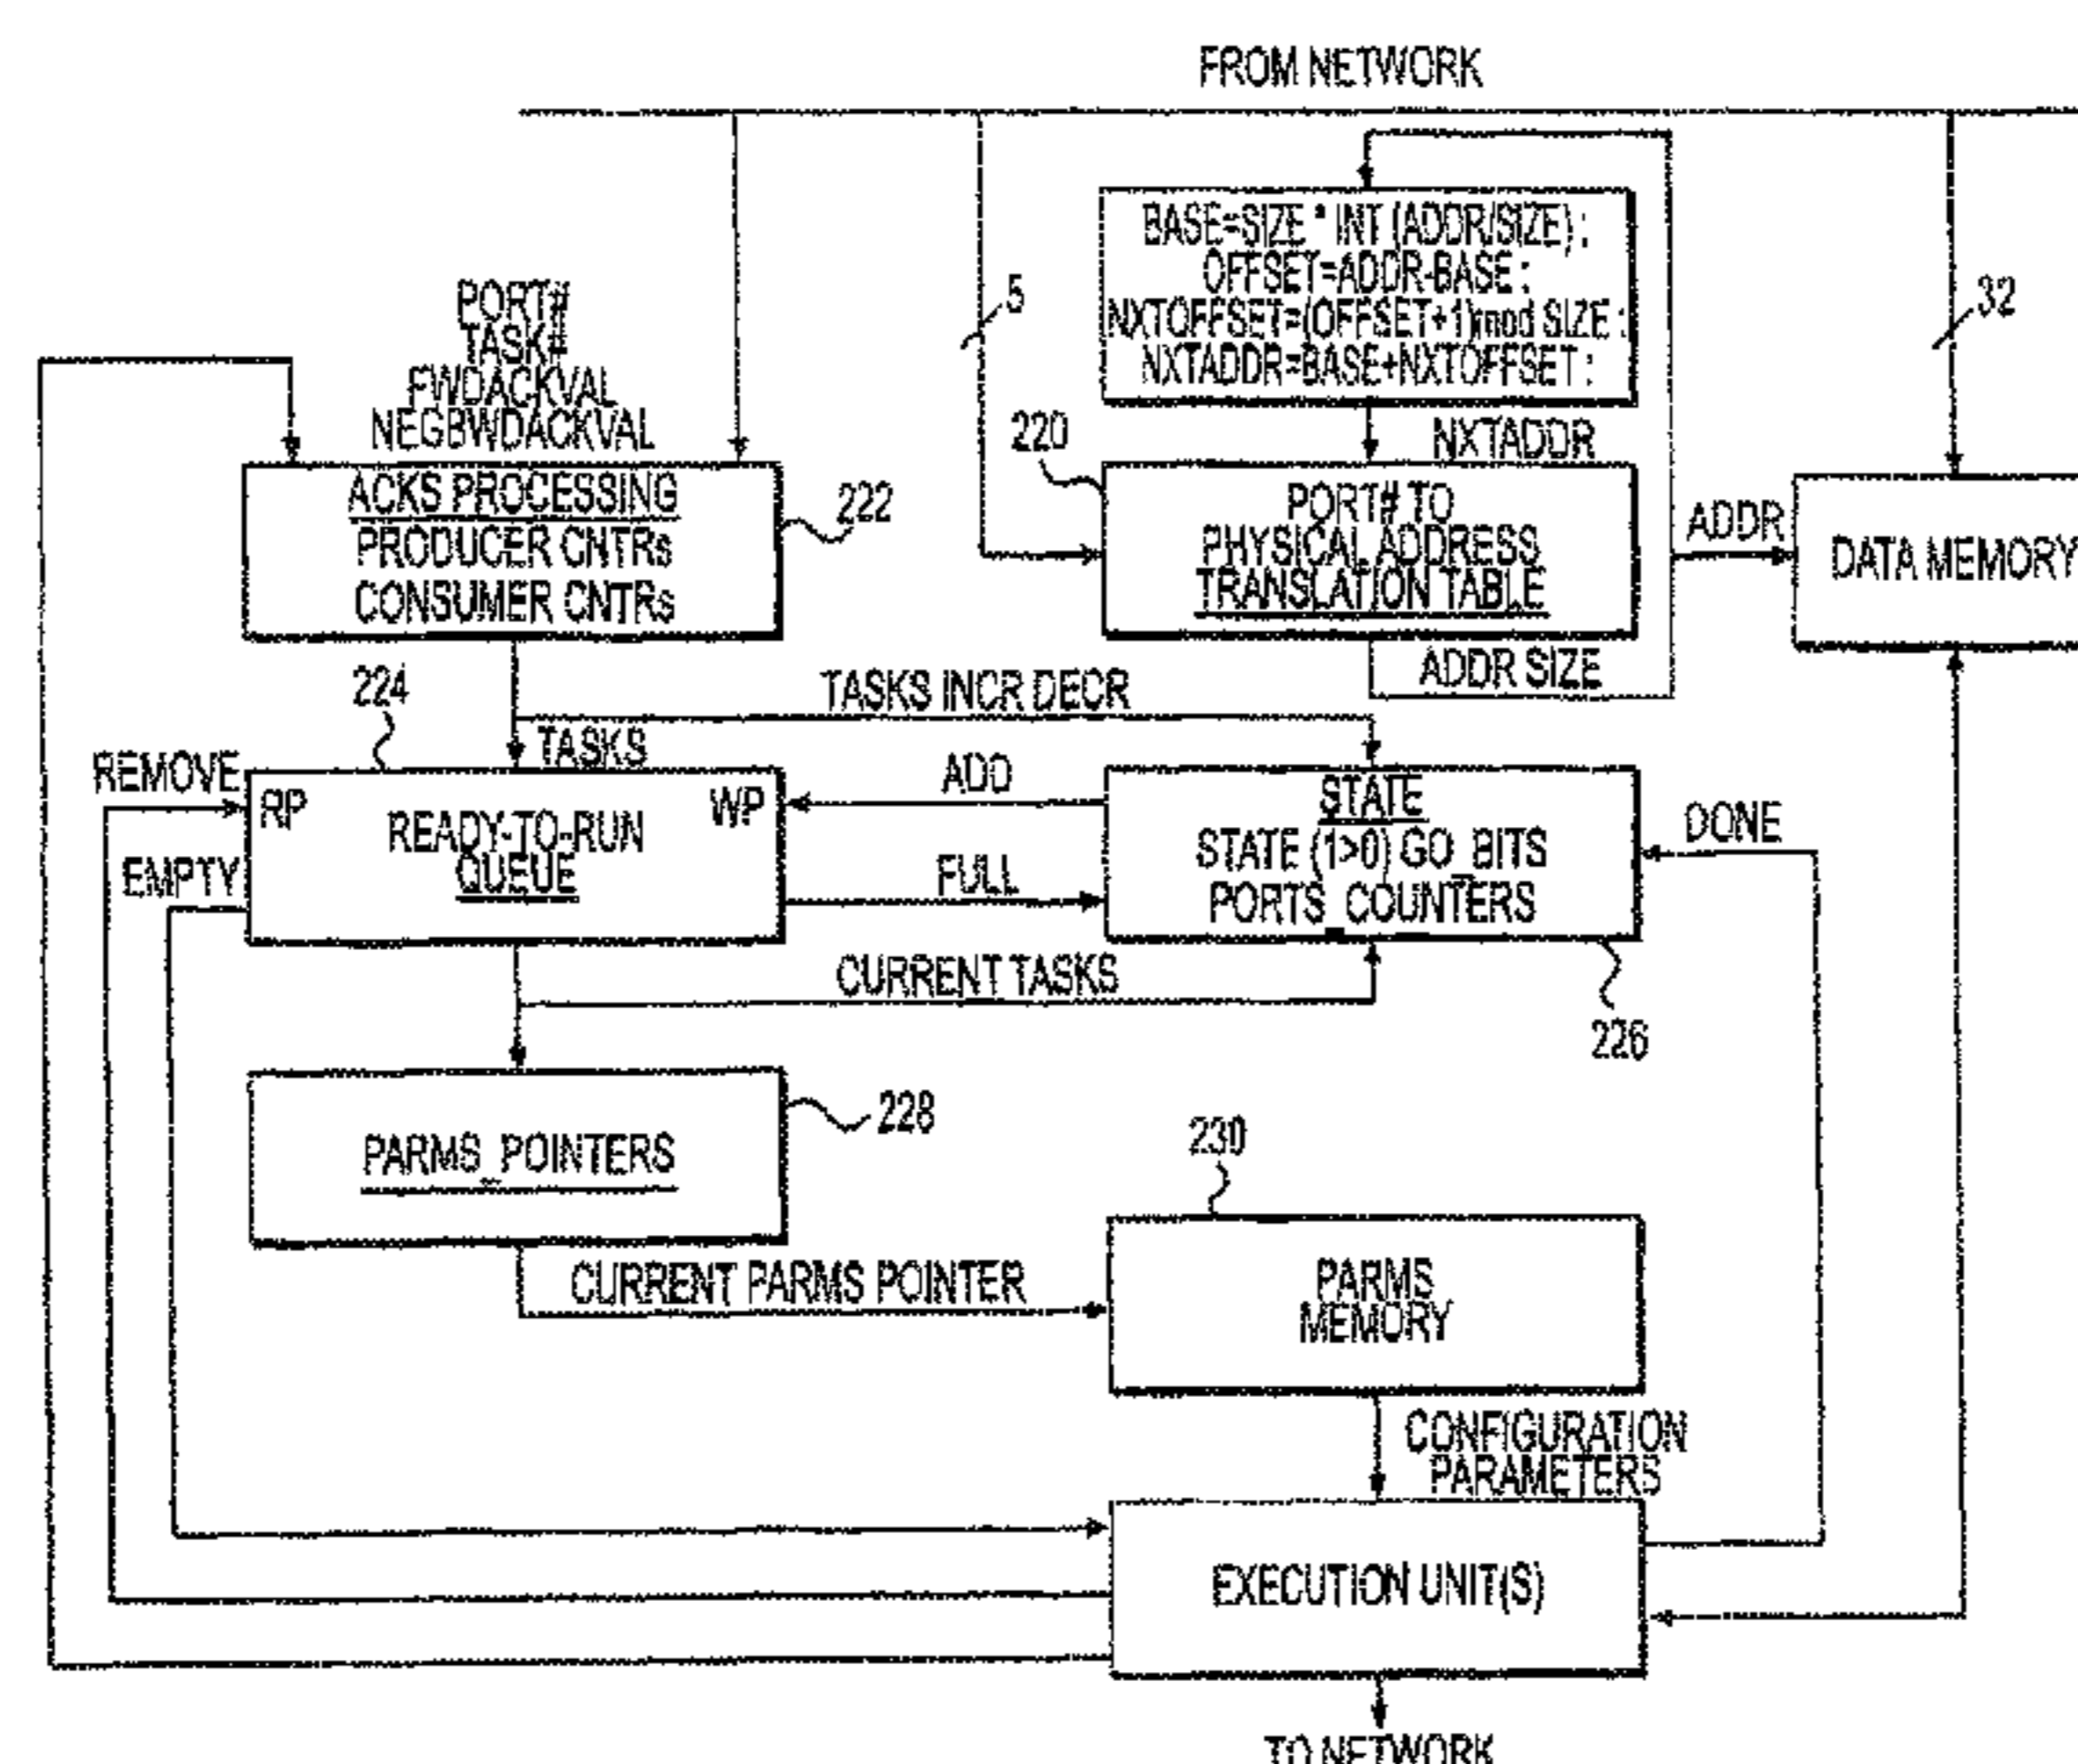 FROM NETWORK
BASE=SIZE * INT (ADDR/SIZE) ;
OFFSET=ADDR-BASE ;
NXTOFFSET=(OFFSET+1)mod SIZE ;
NXTADDR=BASE+NXTOFFSET ;
5
32
PORT#
TASK#
FWDACKVAL
NEGBWDACKVAL
220
NXTADDR
ACKS PROCESSING
PRODUCER CNTRs
CONSUMER CNTRs
222
PORT# TO
PHYSICAL ADDRESS
TRANSLATION TABLE
ADDR
DATA MEMORY
ADDR SIZE
224
TASKS INCR DECR
TASKS
REMOVE
RP
WP
READY-TO-RUN
QUEUE
EMPTY
ADD
FULL
STATE
STATE (1>0) GO_BITS
PORTS_COUNTERS
DONE
CURRENT TASKS
226
PARMS_POINTERS
228
230
CURRENT PARMS POINTER
PARMS
MEMORY
CONFIGURATION
PARAMETERS
EXECUTION UNIT(S)
TO NETWORK